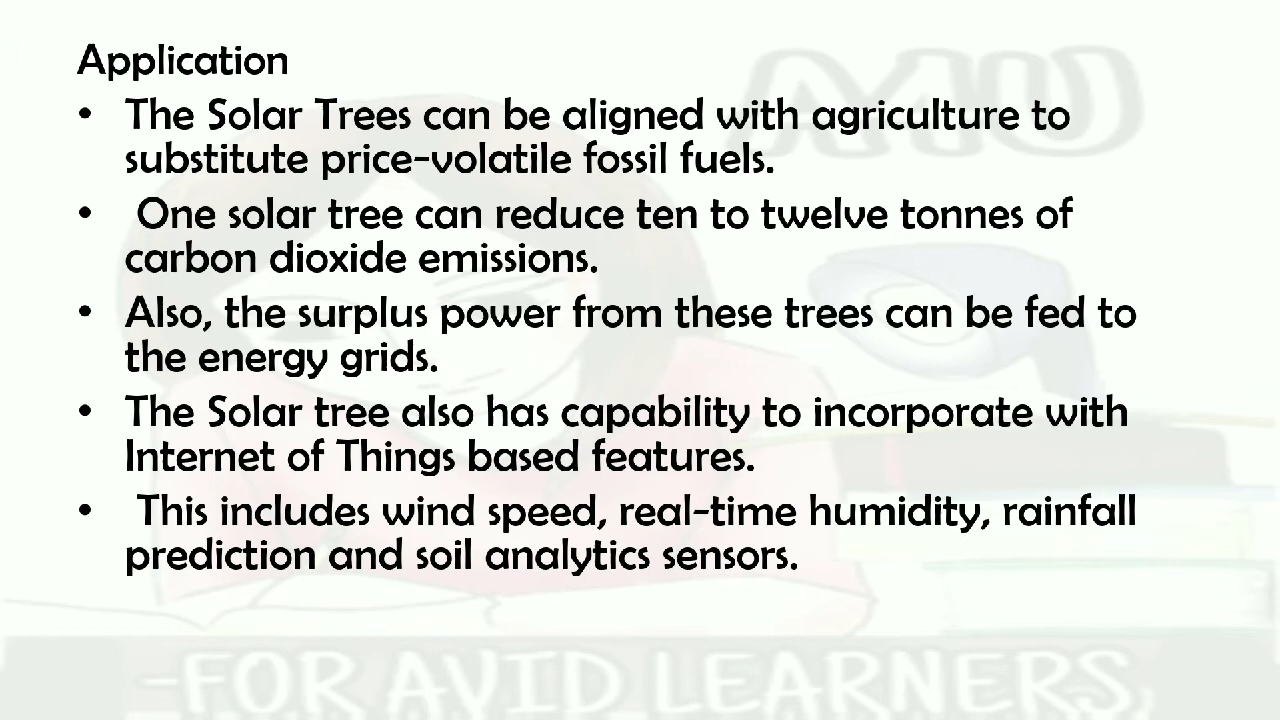 Application
• The Solar Trees can be aligned with agriculture to
substitute price-volatile fossil fuels.
• One solar tree can reduce ten to twelve tonnes of
carbon dioxide emissions.
• Also, the surplus power from these trees can be fed to
the energy grids.
• The Solar tree also has capability to incorporate with
Internet of Things based features.
• This includes wind speed, real-time humidity, rainfall
prediction and soil analytics sensors.
-FOR AVID LEARNERS